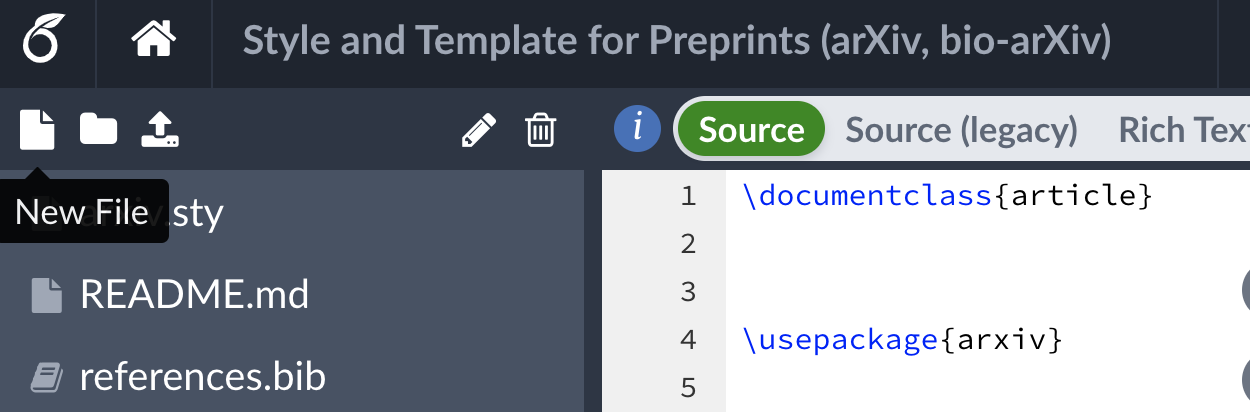 Style and Template for Preprints (arXiv, bio-arXiv)
i Source Source (legacy) Rich Tex
New File
arxiv.sty
README.md
references.bib
1 \documentclass{article}
2
3
4 \usepackage{arxiv}
5